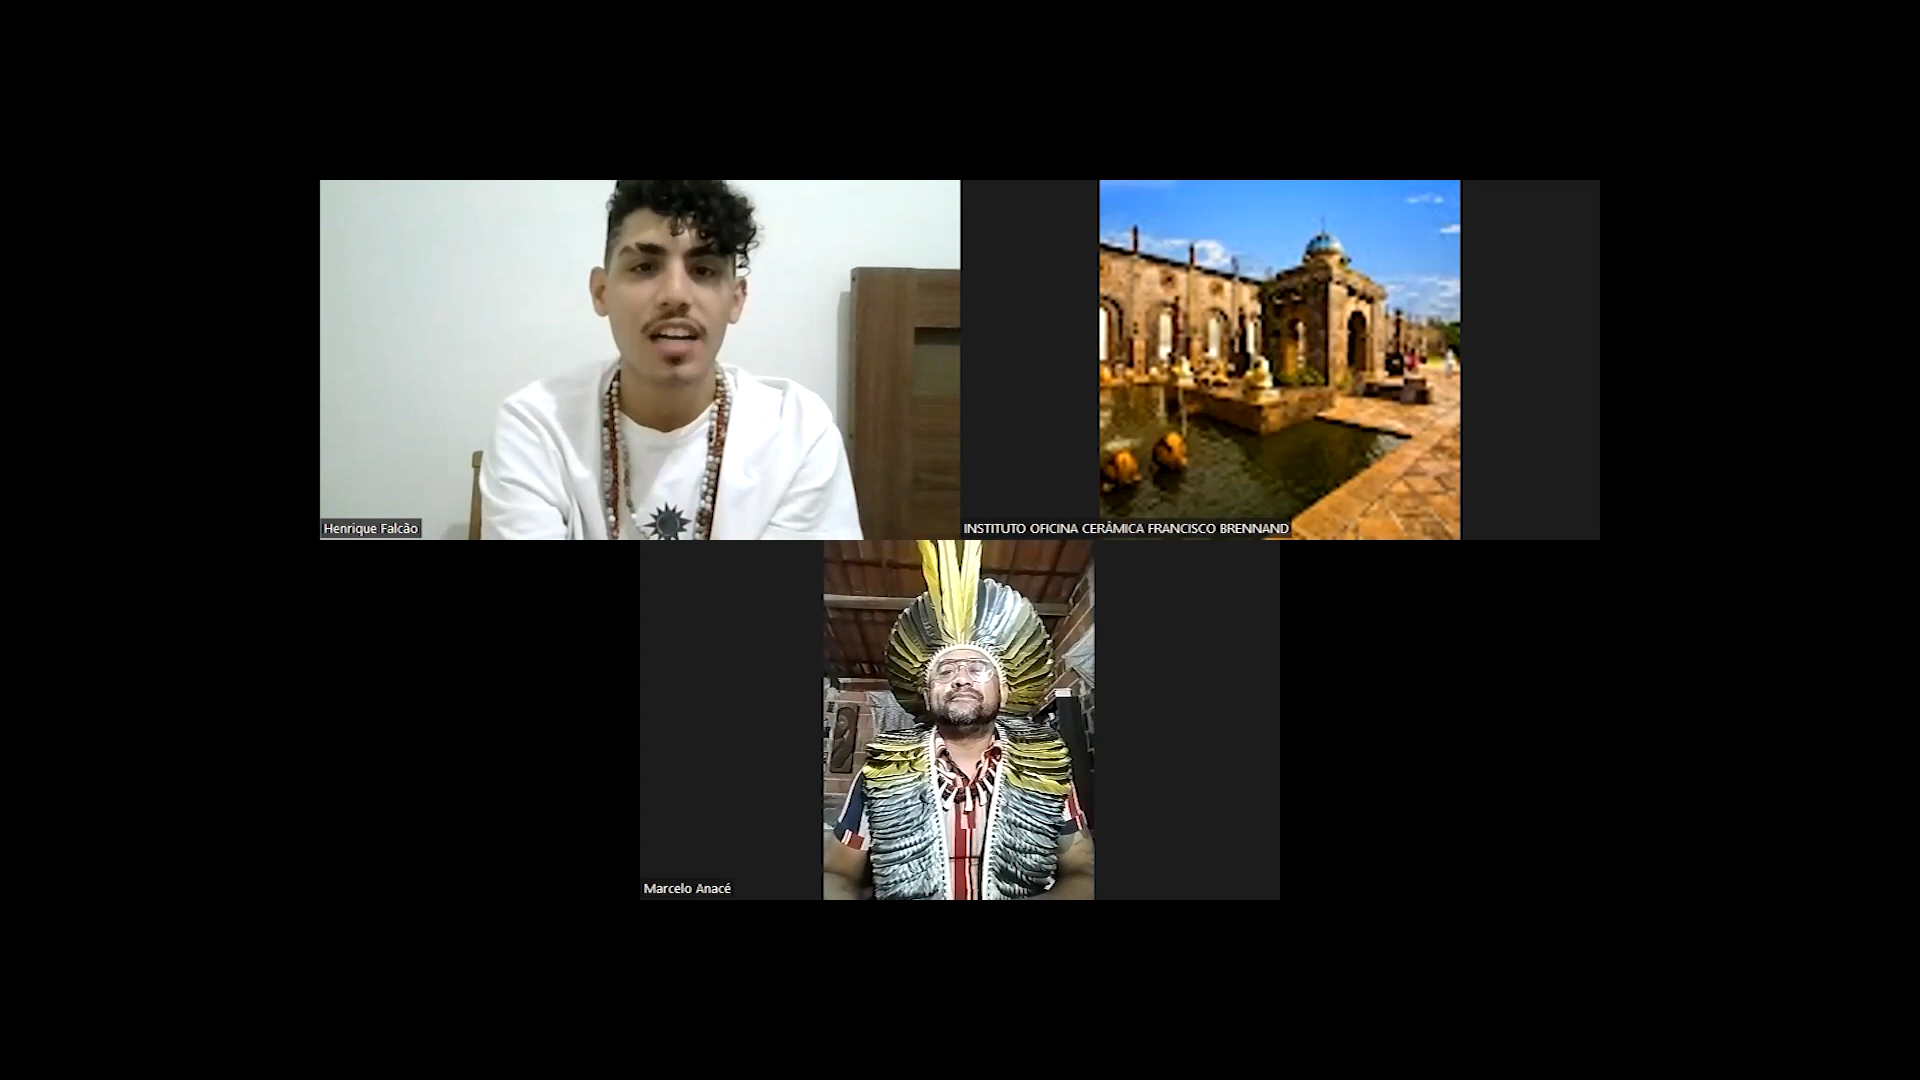 Henrique Falcão
INSTITUTO OFICINA CERÂMICA FRANCISCO BRENNAND
Marcelo Anacé